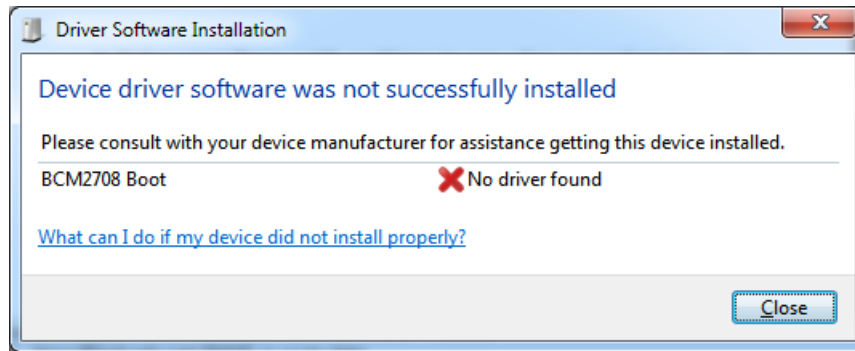 Driver Software Installation
Device driver software was not successfully installed
Please consult with your device manufacturer for assistance getting this device installed.
BCM2708 Boot No driver found
What can I do if my device did not install properly?
Close